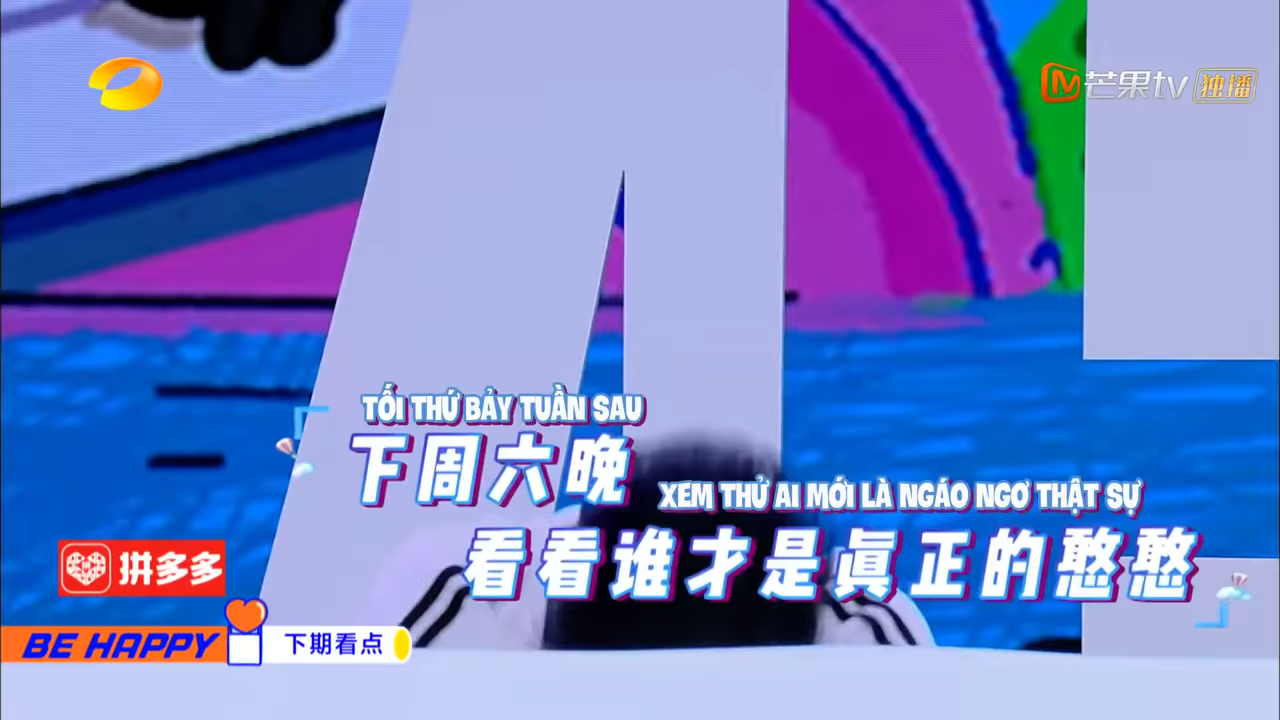 芒果tv 独播
TỐI THỨ BẢY TUẦN SAU
下周六晚
XEM THỬ AI MỚI LÀ NGÁO NGƠ THẬT SỰ
看看谁才是真正的憨憨
拼多多
BE HAPPY
下期看点